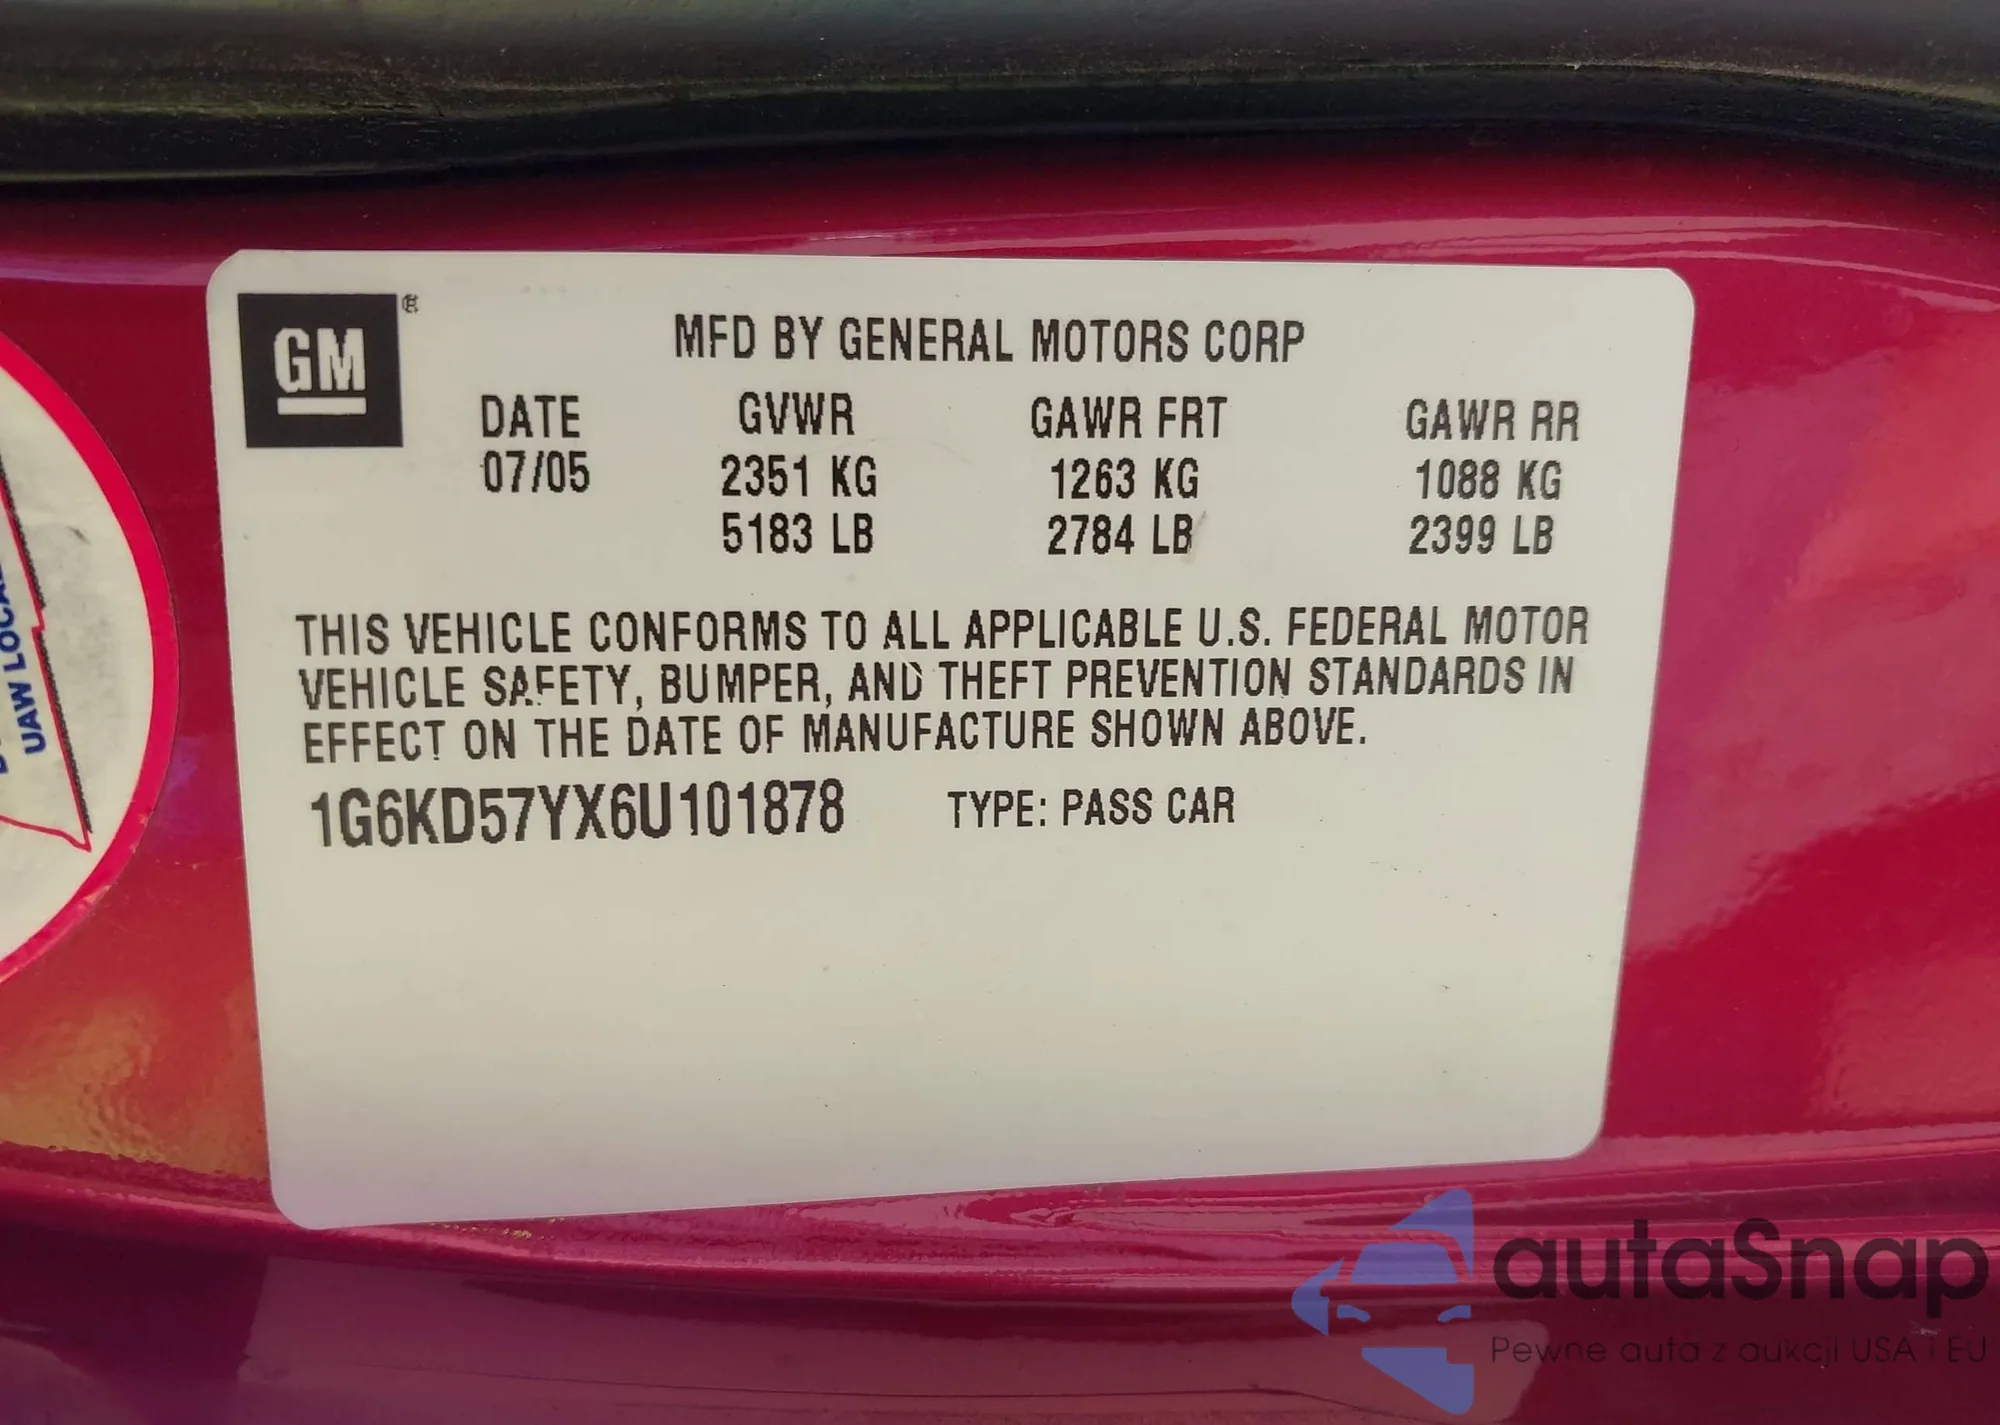 GM
®
MFD BY GENERAL MOTORS CORP
DATE GVWR GAWR FRT GAWR RR
07/05 2351 KG 1263 KG 1088 KG
5183 LB 2784 LB 2399 LB
THIS VEHICLE CONFORMS TO ALL APPLICABLE U.S. FEDERAL MOTOR
VEHICLE SAFETY, BUMPER, AND THEFT PREVENTION STANDARDS IN
EFFECT ON THE DATE OF MANUFACTURE SHOWN ABOVE.
1G6KD57YX6U101878 TYPE: PASS CAR
UAW LOCAL
autaSnap
Pewne auta z aukcji USA i EU